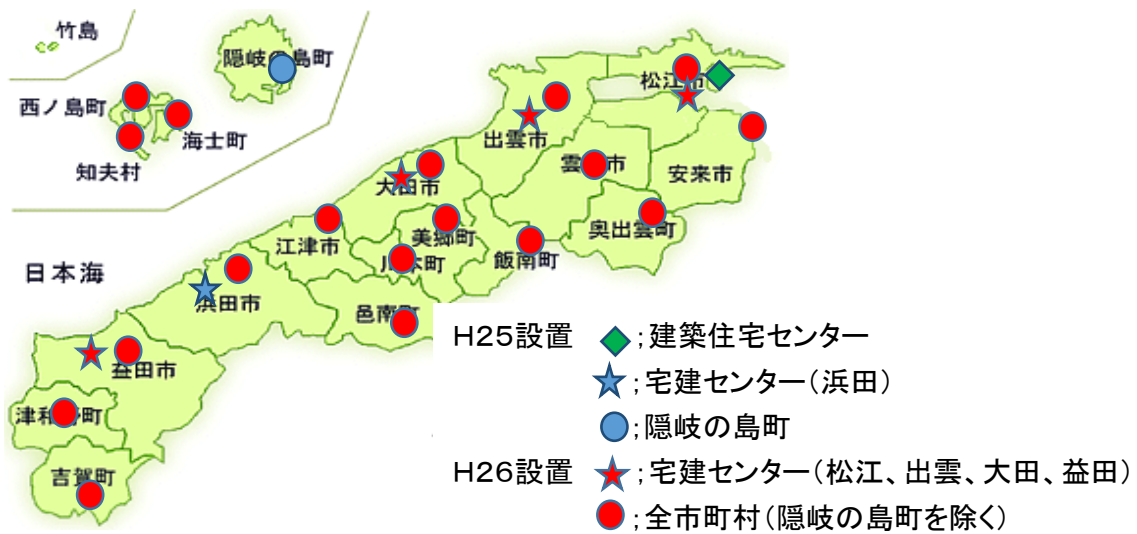 竹島
隠岐の島町
西ノ島町
海士町
知夫村
松江市
出雲市
雲南市
安来市
大田市
奥出雲町
美郷町
江津市
川本町
飯南町
日本海
浜田市
邑南町
益田市
津和野町
吉賀町
H25設置 ;建築住宅センター
;宅建センター(浜田)
;隠岐の島町
H26設置 ;宅建センター(松江、出雲、大田、益田)
;全市町村(隠岐の島町を除く)